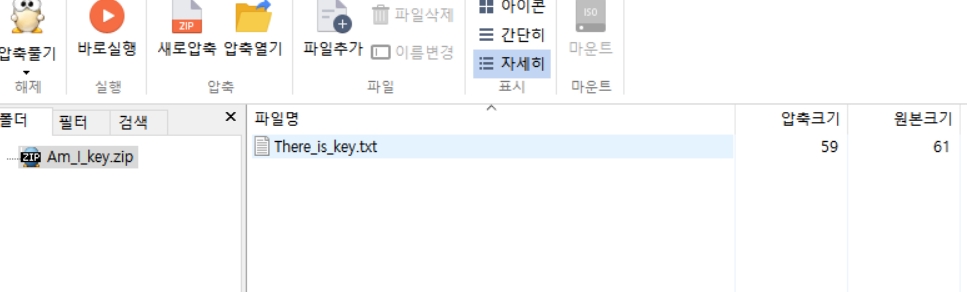 아이콘
ZIP
ISO
파일삭제
간단히
압축풀기 바로실행 새로압축 압축열기 파일추가 이름변경 마운트
자세히
해제 실행 압축 파일 표시 마운트
폴더 필터 검색 × 파일명 압축크기 원본크기
ZIP Am_I_key.zip There_is_key.txt 59 61